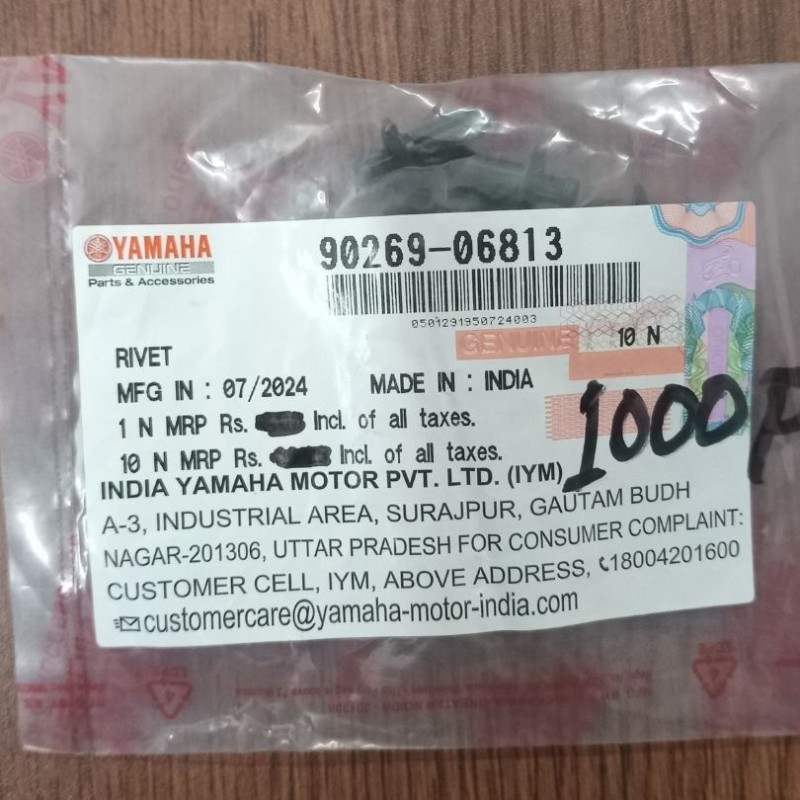 YAMAHA
GENUINE
Parts & Accessories
90269-06813
0501291950724003
GENUINE
10 N
RIVET
MFG IN : 07/2024 MADE IN : INDIA
1 N MRP Rs. Incl. of all taxes.
10 N MRP Rs. Incl. of all taxes.
1000
INDIA YAMAHA MOTOR PVT. LTD. (IYM)
A-3, INDUSTRIAL AREA, SURAJPUR, GAUTAM BUDH
NAGAR-201306, UTTAR PRADESH FOR CONSUMER COMPLAINT:
CUSTOMER CELL, IYM, ABOVE ADDRESS, 18004201600
customercare@yamaha-motor-india.com